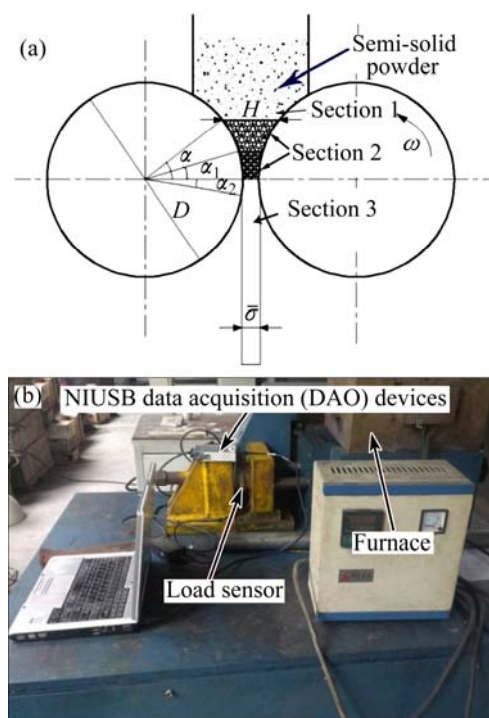 (a)
Semi-solid
powder
H
Section 1
Section 2
ω
α
α1
α2
D
Section 3
σ̄
(b)
NIUSB data acquisition (DAO) devices
Furnace
Load sensor